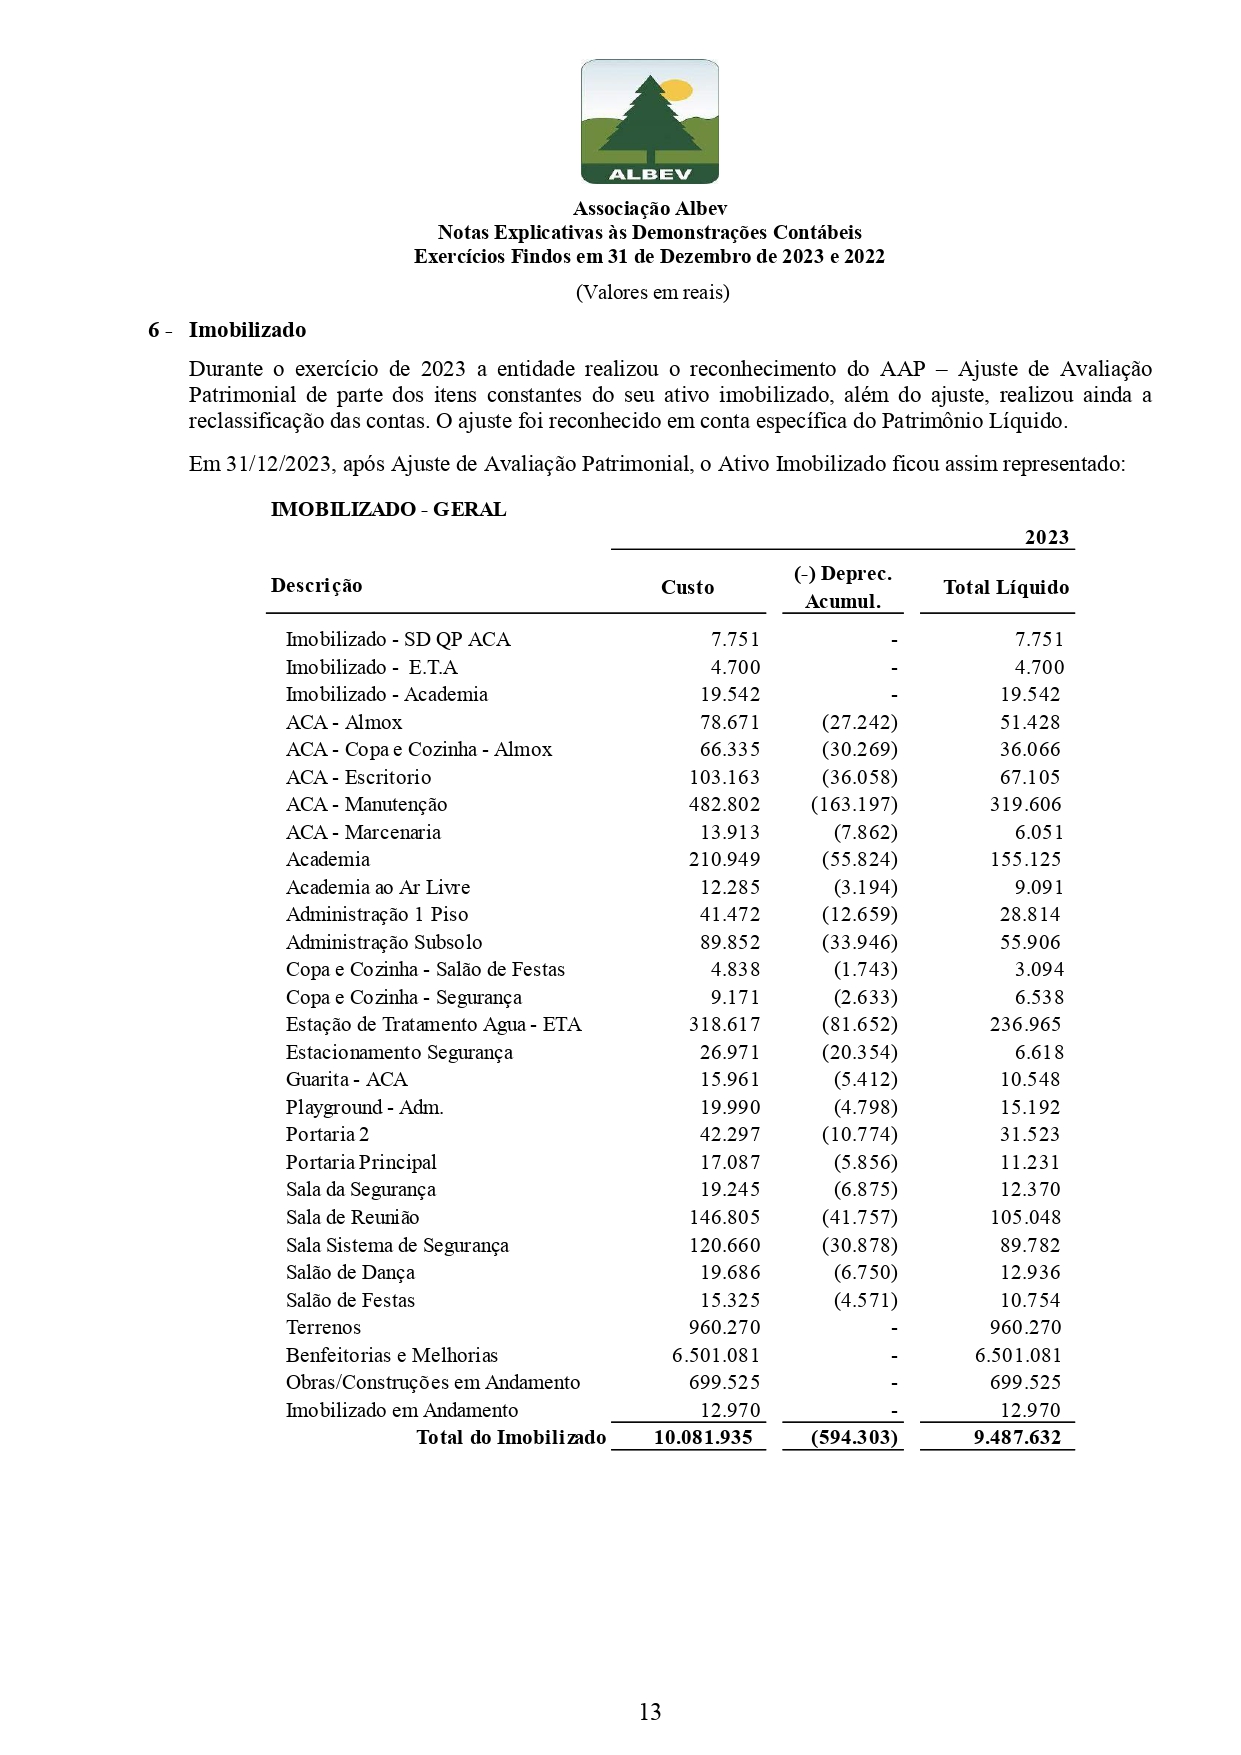 ALBEV
Associação Albev
Notas Explicativas às Demonstrações Contábeis
Exercícios Findos em 31 de Dezembro de 2023 e 2022
(Valores em reais)
6 - Imobilizado
Durante o exercício de 2023 a entidade realizou o reconhecimento do AAP – Ajuste de Avaliação
Patrimonial de parte dos itens constantes do seu ativo imobilizado, além do ajuste, realizou ainda a
reclassificação das contas. O ajuste foi reconhecido em conta específica do Patrimônio Líquido.
Em 31/12/2023, após Ajuste de Avaliação Patrimonial, o Ativo Imobilizado ficou assim representado:
IMOBILIZADO - GERAL
2023
Descrição Custo (-) Deprec. Acumul. Total Líquido
Imobilizado - SD QP ACA 7.751 - 7.751
Imobilizado - E.T.A 4.700 - 4.700
Imobilizado - Academia 19.542 - 19.542
ACA - Almox 78.671 (27.242) 51.428
ACA - Copa e Cozinha - Almox 66.335 (30.269) 36.066
ACA - Escritorio 103.163 (36.058) 67.105
ACA - Manutenção 482.802 (163.197) 319.606
ACA - Marcenaria 13.913 (7.862) 6.051
Academia 210.949 (55.824) 155.125
Academia ao Ar Livre 12.285 (3.194) 9.091
Administração 1 Piso 41.472 (12.659) 28.814
Administração Subsolo 89.852 (33.946) 55.906
Copa e Cozinha - Salão de Festas 4.838 (1.743) 3.094
Copa e Cozinha - Segurança 9.171 (2.633) 6.538
Estação de Tratamento Agua - ETA 318.617 (81.652) 236.965
Estacionamento Segurança 26.971 (20.354) 6.618
Guarita - ACA 15.961 (5.412) 10.548
Playground - Adm. 19.990 (4.798) 15.192
Portaria 2 42.297 (10.774) 31.523
Portaria Principal 17.087 (5.856) 11.231
Sala da Segurança 19.245 (6.875) 12.370
Sala de Reunião 146.805 (41.757) 105.048
Sala Sistema de Segurança 120.660 (30.878) 89.782
Salão de Dança 19.686 (6.750) 12.936
Salão de Festas 15.325 (4.571) 10.754
Terrenos 960.270 - 960.270
Benfeitorias e Melhorias 6.501.081 - 6.501.081
Obras/Construções em Andamento 699.525 - 699.525
Imobilizado em Andamento 12.970 - 12.970
Total do Imobilizado 10.081.935 (594.303) 9.487.632
13